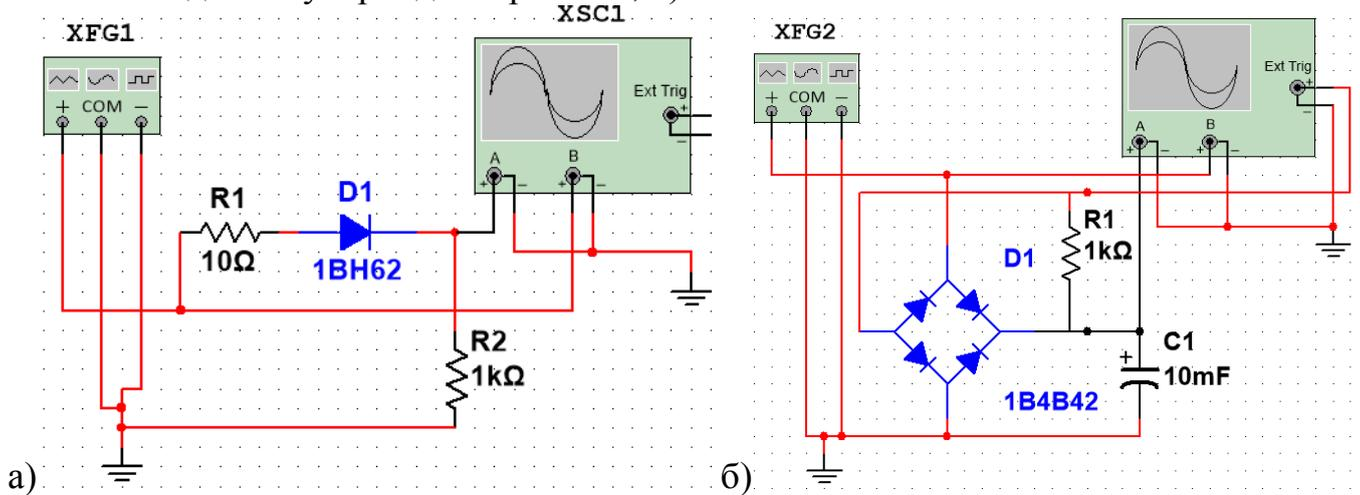 XFG1
XSC1
+ COM −
Ext Trig
+
−
A
B
+ − + −
R1
10Ω
D1
1BH62
R2
1kΩ
а)
XFG2
+ COM −
Ext Trig
+
−
A
B
+ − + −
R1
1kΩ
D1
1B4B42
C1
+
10mF
б)